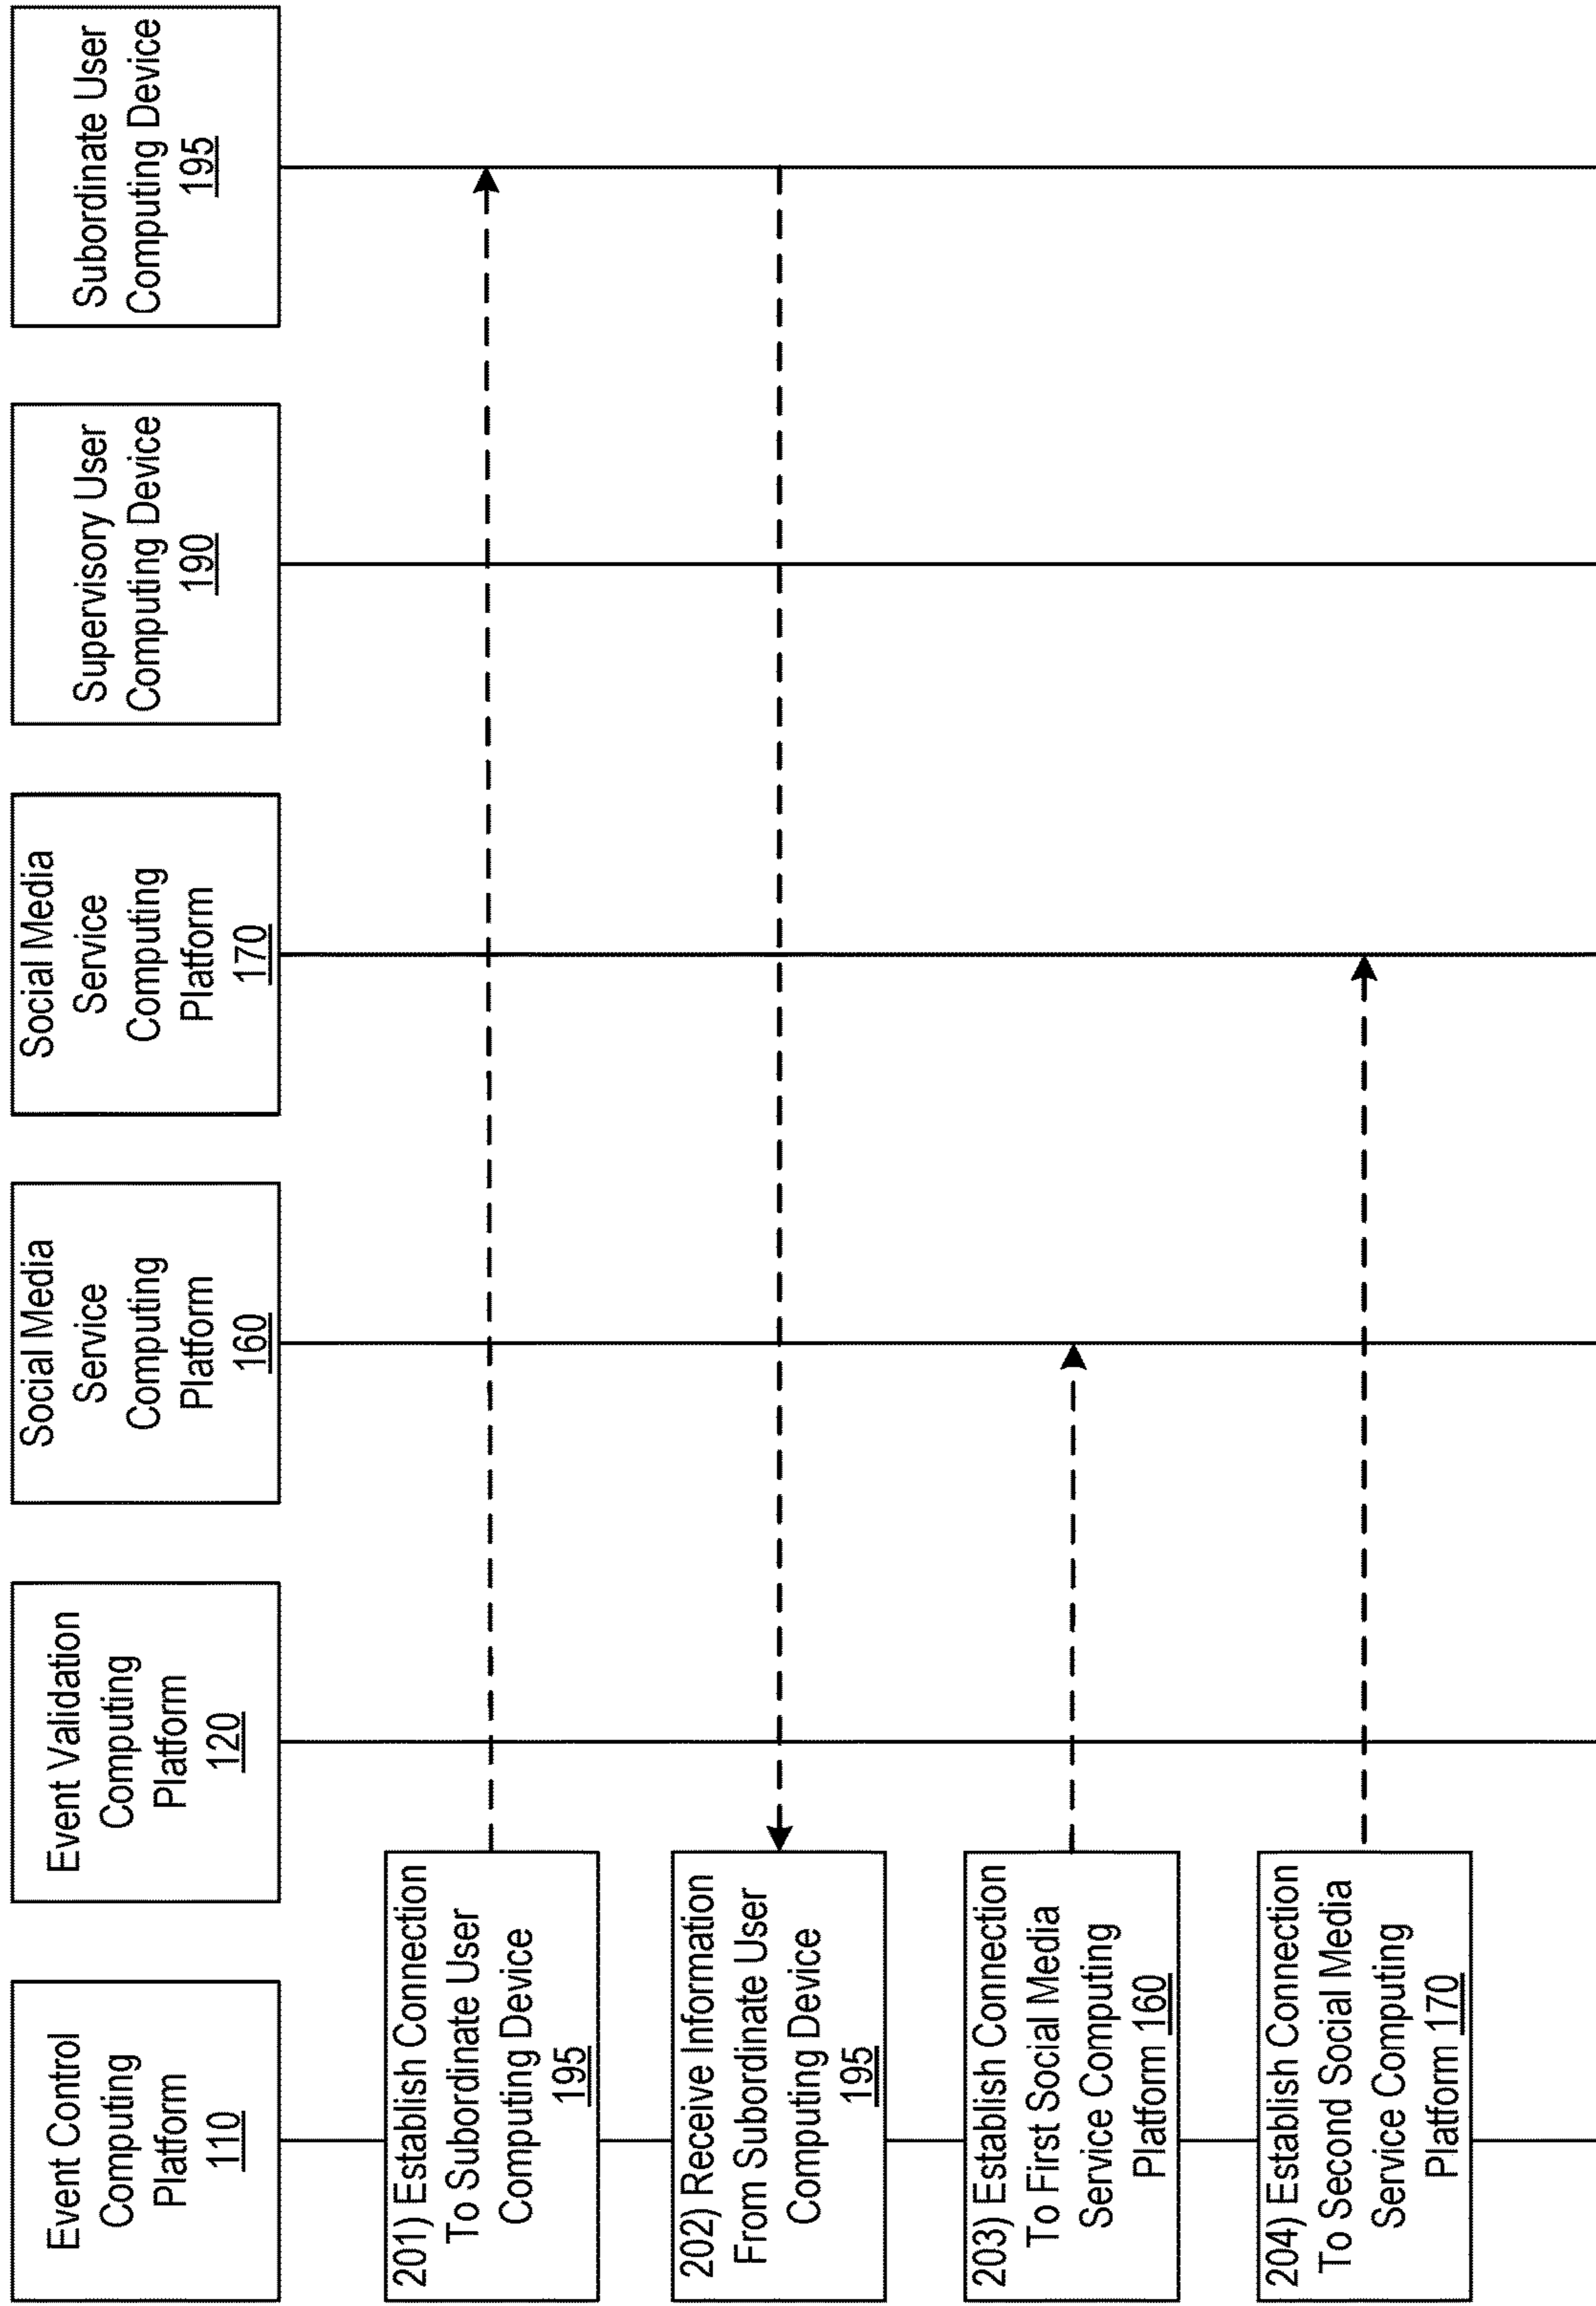 Event Control
Computing
Platform
110
Event Validation
Computing
Platform
120
Social Media
Service
Computing
Platform
160
Social Media
Service
Computing
Platform
170
Supervisory User
Computing Device
190
Subordinate User
Computing Device
195
201) Establish Connection
To Subordinate User
Computing Device
195
202) Receive Information
From Subordinate User
Computing Device
195
203) Establish Connection
To First Social Media
Service Computing
Platform 160
204) Establish Connection
To Second Social Media
Service Computing
Platform 170